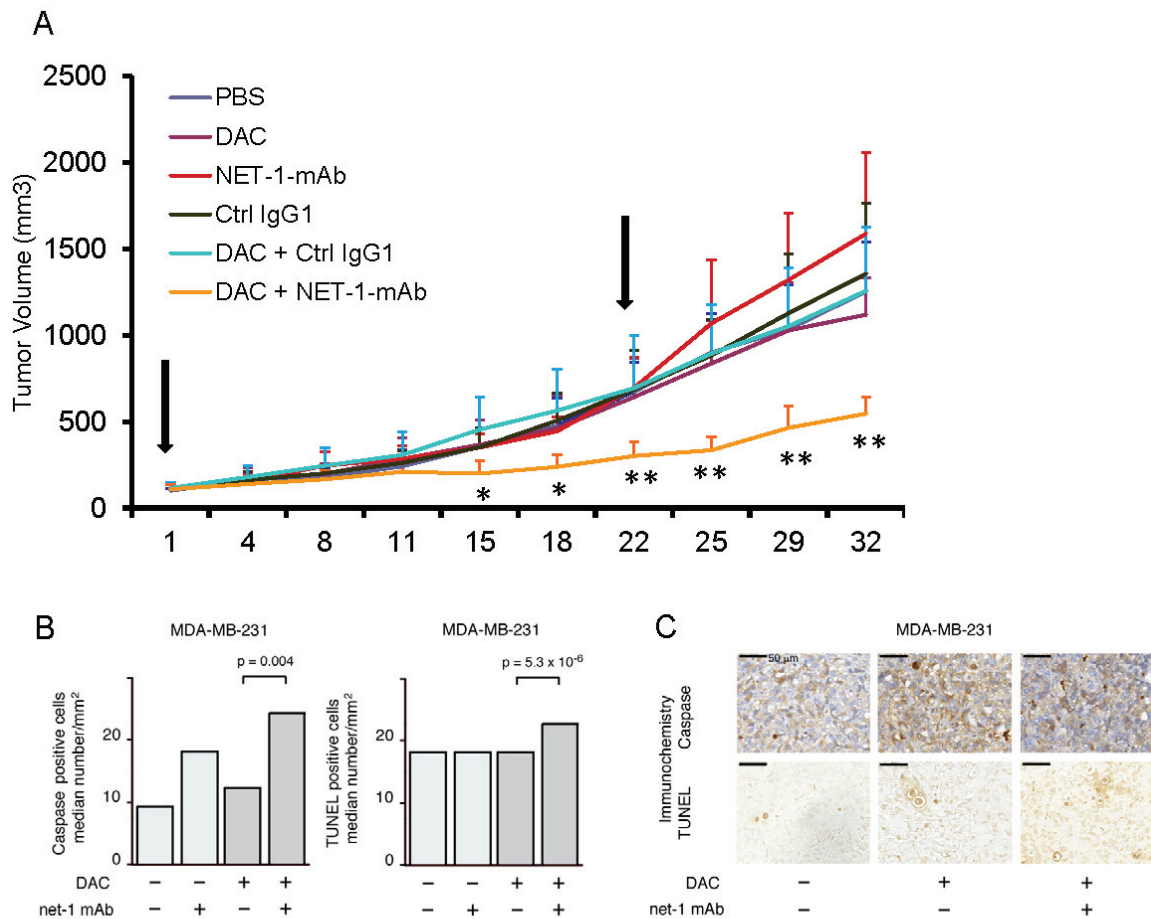 A
2500
2000
1500
1000
500
0
Tumor Volume (mm3)
PBS
DAC
NET-1-mAb
Ctrl IgG1
DAC + Ctrl IgG1
DAC + NET-1-mAb
* * ** ** ** **
1 4 8 11 15 18 22 25 29 32
B
MDA-MB-231
p = 0.004
Caspase positive cells
median number/mm²
20
10
0
DAC − − + +
net-1 mAb − + − +
MDA-MB-231
p = 5.3 x 10⁻⁶
TUNEL positive cells
median number/mm²
20
10
0
− − + +
− + − +
C
MDA-MB-231
50 µm
Immunochemistry
TUNEL Caspase
DAC − + +
net-1 mAb − − +